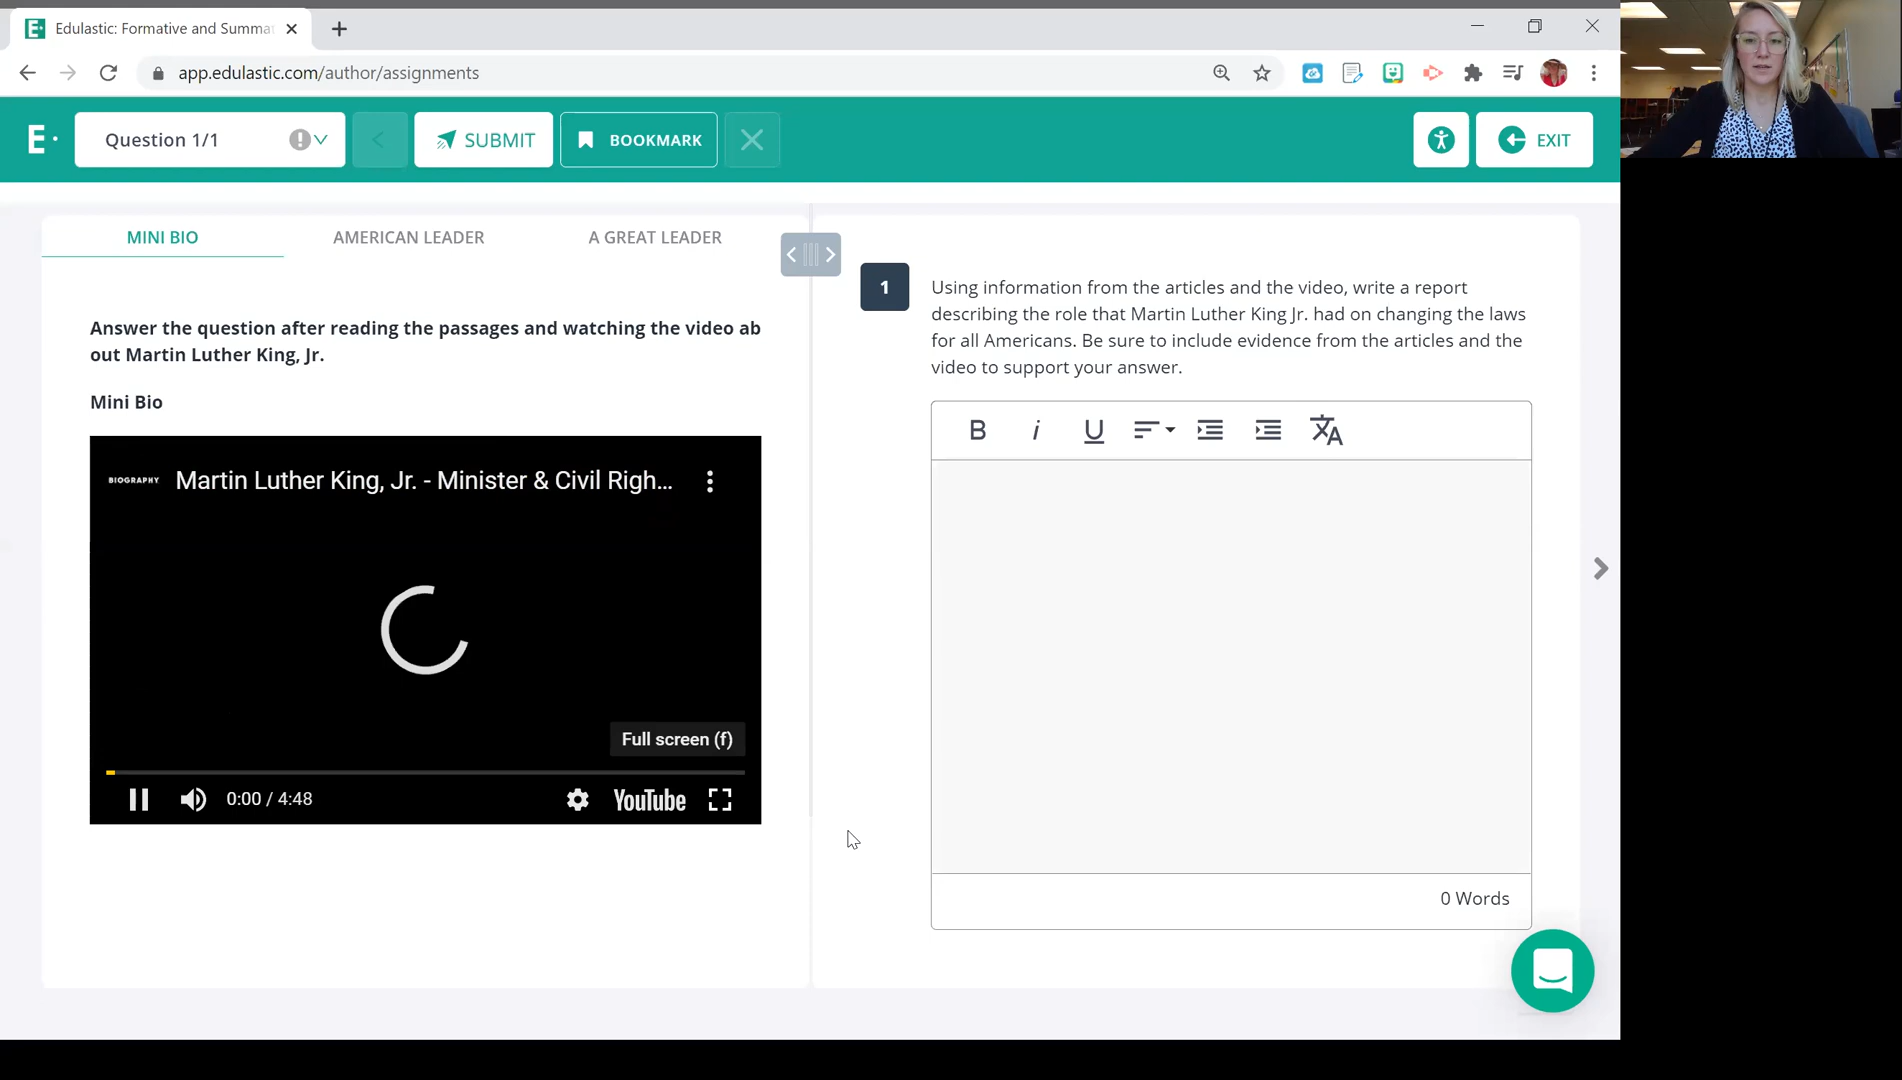 Edulastic: Formative and Summat
app.edulastic.com/author/assignments
E
Question 1/1
SUBMIT
BOOKMARK
EXIT
MINI BIO
AMERICAN LEADER
A GREAT LEADER
Answer the question after reading the passages and watching the video ab
out Martin Luther King, Jr.
Mini Bio
BIOGRAPHY
Martin Luther King, Jr. - Minister & Civil Righ...
Full screen (f)
0:00 / 4:48
YouTube
1
Using information from the articles and the video, write a report
describing the role that Martin Luther King Jr. had on changing the laws
for all Americans. Be sure to include evidence from the articles and the
video to support your answer.
B i U
0 Words